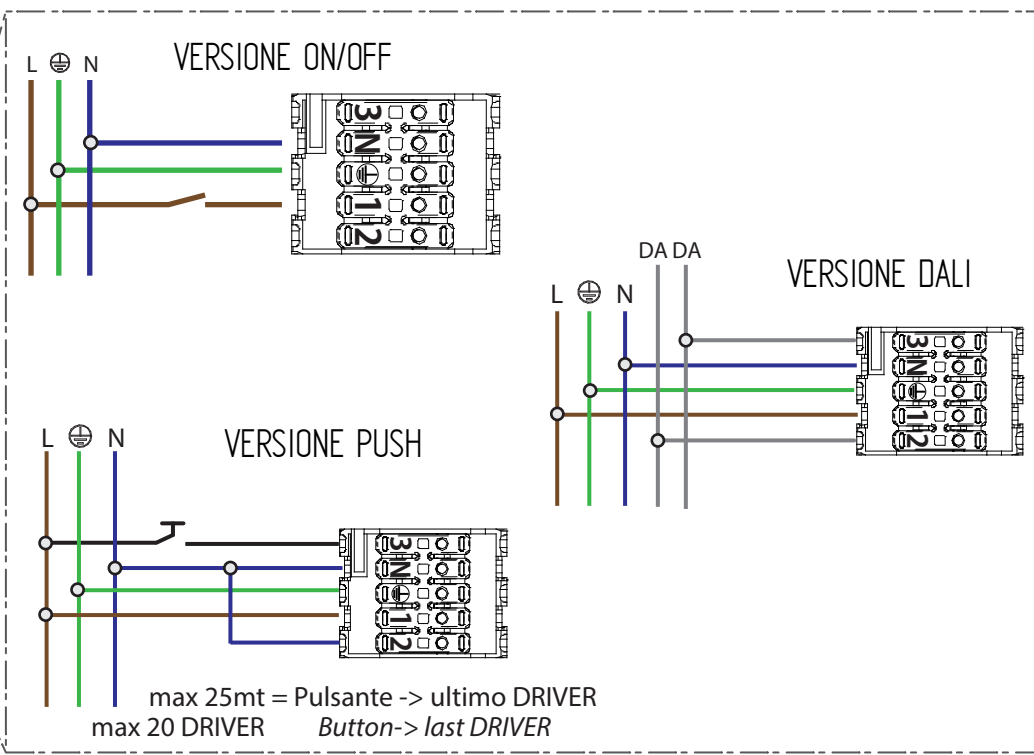 VERSIONE ON/OFF
L ⏚ N
3
N
⏚
1
2
DA DA
VERSIONE DALI
L ⏚ N
3
N
⏚
1
2
VERSIONE PUSH
L ⏚ N
3
N
⏚
1
2
max 25mt = Pulsante -> ultimo DRIVER
max 20 DRIVER Button-> last DRIVER